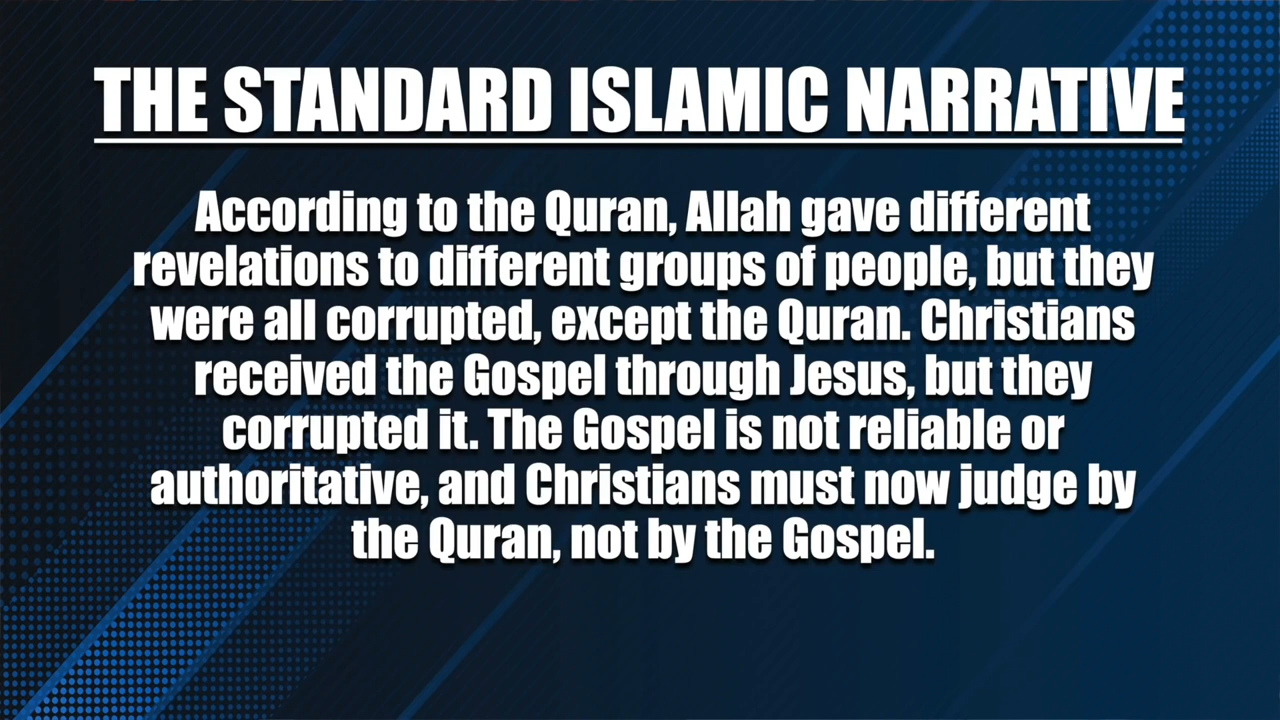 THE STANDARD ISLAMIC NARRATIVE
According to the Quran, Allah gave different
revelations to different groups of people, but they
were all corrupted, except the Quran. Christians
received the Gospel through Jesus, but they
corrupted it. The Gospel is not reliable or
authoritative, and Christians must now judge by
the Quran, not by the Gospel.